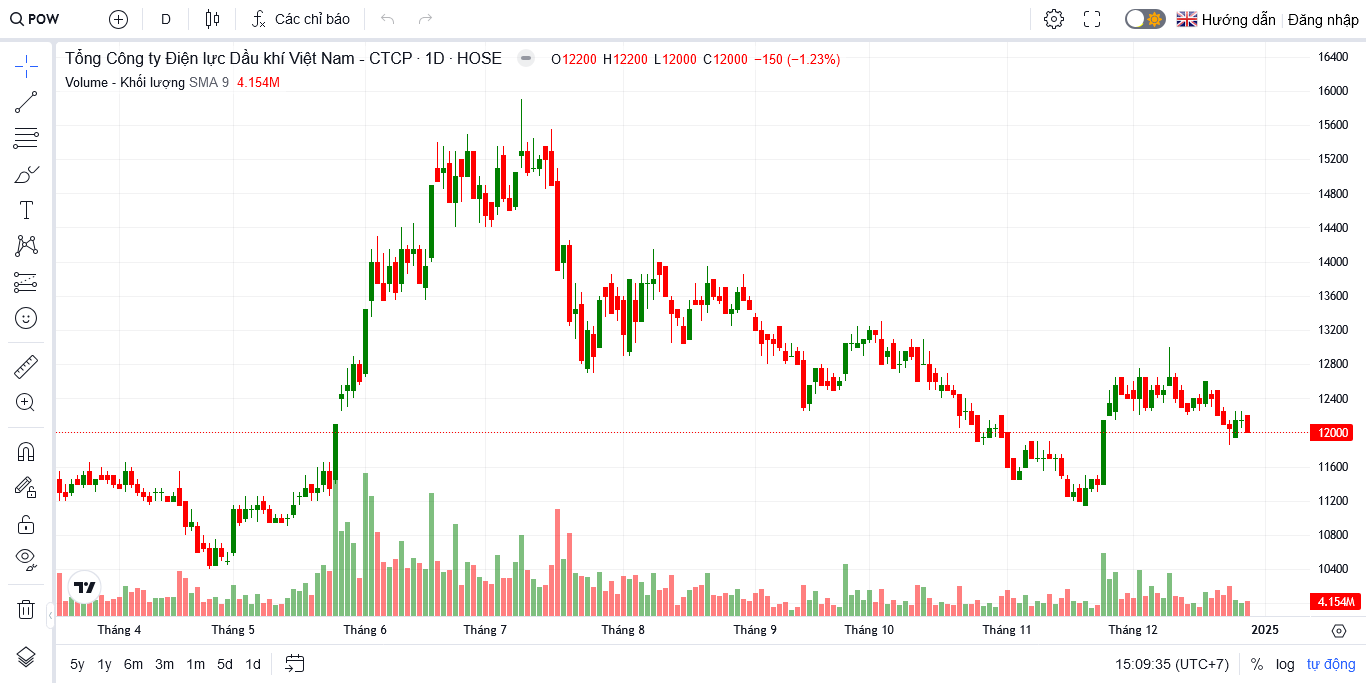 POW D Các chỉ báo Hướng dẫn Đăng nhập
Tổng Công ty Điện lực Dầu khí Việt Nam - CTCP · 1D · HOSE O12200 H12200 L12000 C12000 −150 (−1.23%)
Volume - Khối lượng SMA 9 4.154M
16400
16000
15600
15200
14800
14400
14000
13600
13200
12800
12400
12000
11600
11200
10800
10400
4.154M
Tháng 4 Tháng 5 Tháng 6 Tháng 7 Tháng 8 Tháng 9 Tháng 10 Tháng 11 Tháng 12 2025
5y 1y 6m 3m 1m 5d 1d 15:09:35 (UTC+7) % log tự động